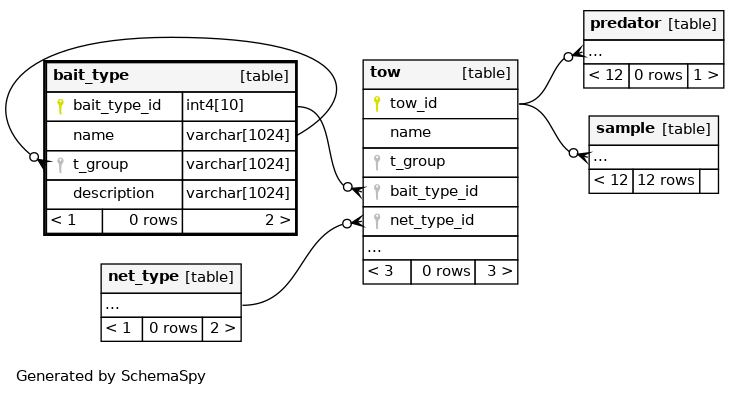 bait_type [table]
bait_type_id int4[10]
name varchar[1024]
t_group varchar[1024]
description varchar[1024]
< 1 0 rows 2 >
tow [table]
tow_id
name
t_group
bait_type_id
net_type_id
...
< 3 0 rows 3 >
predator [table]
...
< 12 0 rows 1 >
sample [table]
...
< 12 12 rows
net_type [table]
...
< 1 0 rows 2 >
Generated by SchemaSpy